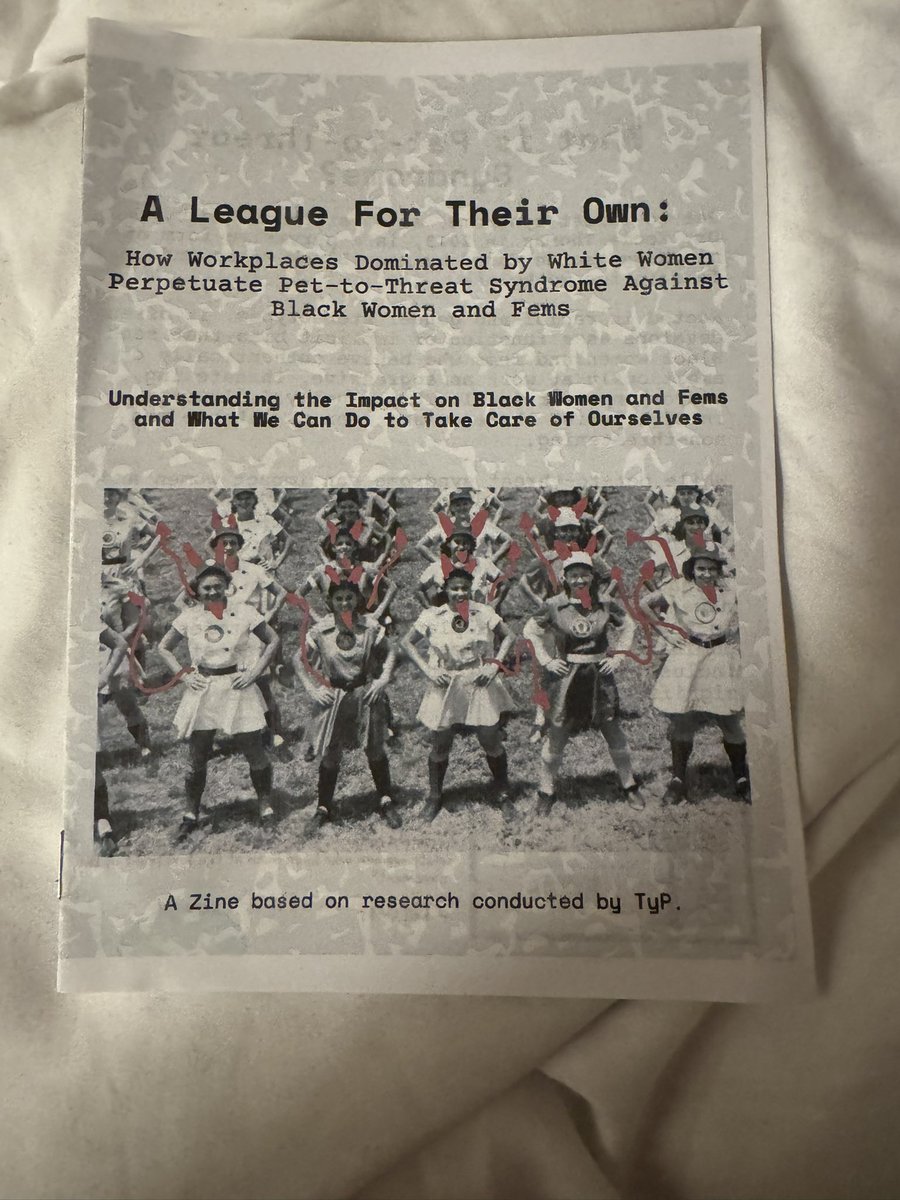 A League For Their Own:
How Workplaces Dominated by White Women
Perpetuate Pet-to-Threat Syndrome Against
Black Women and Fems
Understanding the Impact on Black Women and Fems
and What We Can Do to Take Care of Ourselves
A Zine based on research conducted by TyP.